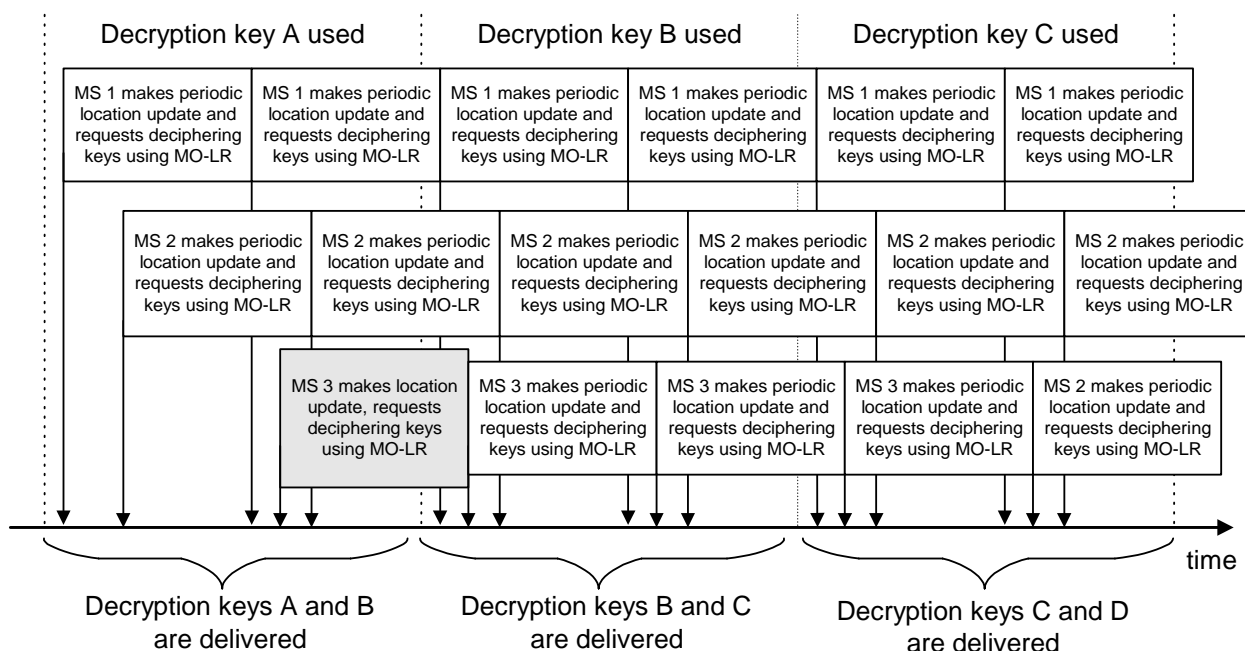 Decryption key A used
Decryption key B used
Decryption key C used
MS 1 makes periodic
location update and
requests deciphering
keys using MO-LR
MS 1 makes periodic
location update and
requests deciphering
keys using MO-LR
MS 1 makes periodic
location update and
requests deciphering
keys using MO-LR
MS 1 makes periodic
location update and
requests deciphering
keys using MO-LR
MS 1 makes periodic
location update and
requests deciphering
keys using MO-LR
MS 1 makes periodic
location update and
requests deciphering
keys using MO-LR
MS 2 makes periodic
location update and
requests deciphering
keys using MO-LR
MS 2 makes periodic
location update and
requests deciphering
keys using MO-LR
MS 2 makes periodic
location update and
requests deciphering
keys using MO-LR
MS 2 makes periodic
location update and
requests deciphering
keys using MO-LR
MS 2 makes periodic
location update and
requests deciphering
keys using MO-LR
MS 2 makes periodic
location update and
requests deciphering
keys using MO-LR
MS 3 makes location
update, requests
deciphering keys
using MO-LR
MS 3 makes periodic
location update and
requests deciphering
keys using MO-LR
MS 3 makes periodic
location update and
requests deciphering
keys using MO-LR
MS 3 makes periodic
location update and
requests deciphering
keys using MO-LR
MS 2 makes periodic
location update and
requests deciphering
keys using MO-LR
time
Decryption keys A and B
are delivered
Decryption keys B and C
are delivered
Decryption keys C and D
are delivered